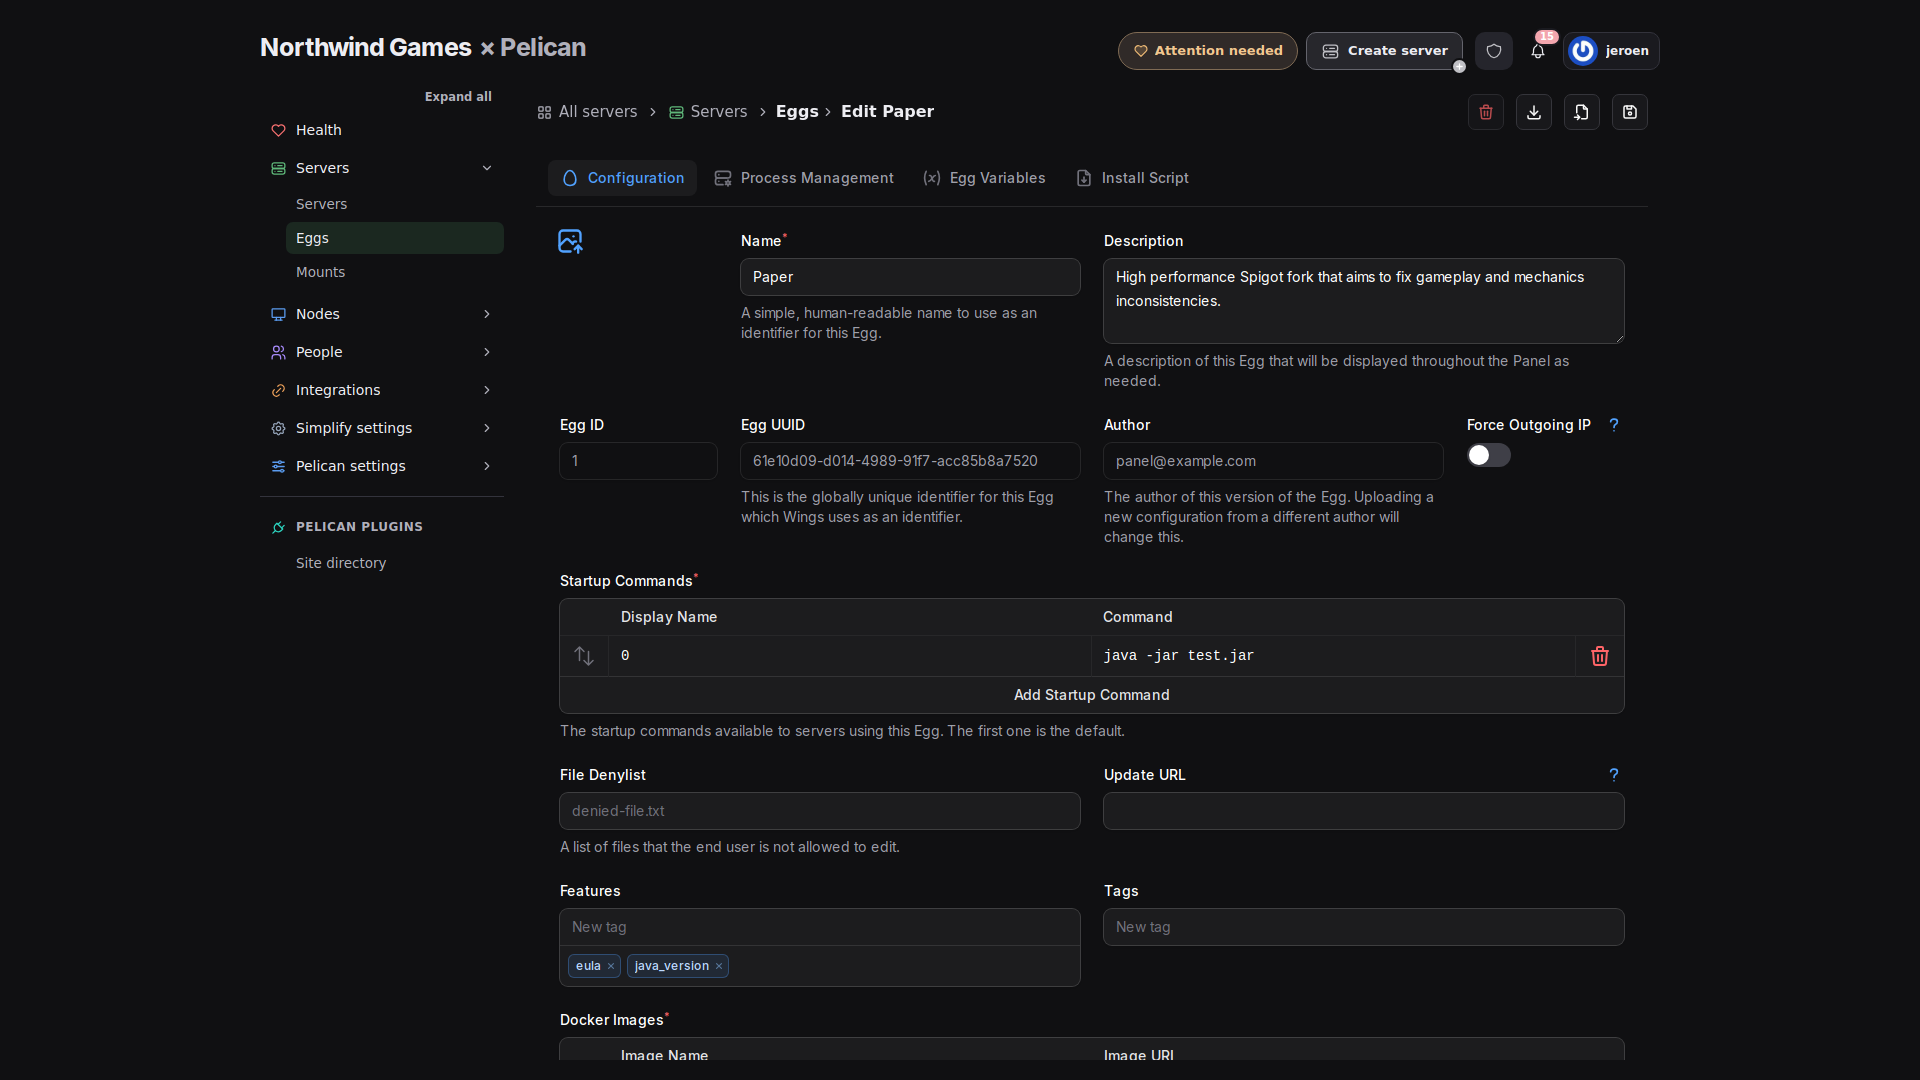 Northwind Games × Pelican
Attention needed
Create server
15
jeroen
Expand all
Health
Servers
Servers
Eggs
Mounts
Nodes
People
Integrations
Simplify settings
Pelican settings
PELICAN PLUGINS
Site directory
All servers > Servers > Eggs > Edit Paper
Configuration
Process Management
Egg Variables
Install Script
Name*
Paper
A simple, human-readable name to use as an
identifier for this Egg.
Description
High performance Spigot fork that aims to fix gameplay and mechanics
inconsistencies.
A description of this Egg that will be displayed throughout the Panel as
needed.
Egg ID
1
Egg UUID
61e10d09-d014-4989-91f7-acc85b8a7520
This is the globally unique identifier for this Egg
which Wings uses as an identifier.
Author
panel@example.com
The author of this version of the Egg. Uploading a
new configuration from a different author will
change this.
Force Outgoing IP ?
Startup Commands*
Display Name Command
0 java -jar test.jar
Add Startup Command
The startup commands available to servers using this Egg. The first one is the default.
File Denylist
denied-file.txt
A list of files that the end user is not allowed to edit.
Update URL ?
Features
New tag
eula × java_version ×
Tags
New tag
Docker Images*
Image Name Image URI